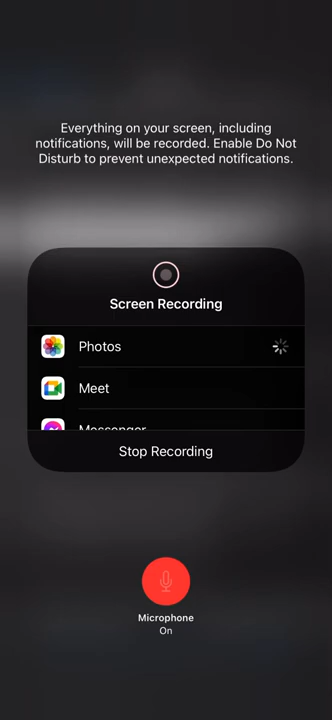 Everything on your screen, including
notifications, will be recorded. Enable Do Not
Disturb to prevent unexpected notifications.
Screen Recording
Photos
Meet
Messenger
Stop Recording
Microphone
On